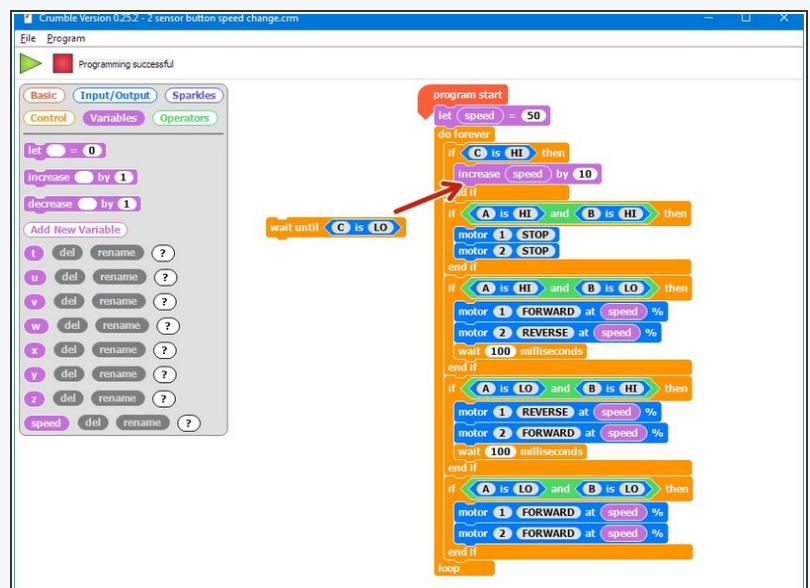 Crumble Version 0.25.2 - 2 sensor button speed change.crm
File Program
Programming successful
Basic Input/Output Sparkles
Control Variables Operators
let = 0
increase by 1
decrease by 1
Add New Variable
t del rename ?
u del rename ?
v del rename ?
w del rename ?
x del rename ?
y del rename ?
z del rename ?
speed del rename ?
wait until C is LO
program start
let speed = 50
do forever
if C is HI then
increase speed by 10
end if
if A is HI and B is HI then
motor 1 STOP
motor 2 STOP
end if
if A is HI and B is LO then
motor 1 FORWARD at speed %
motor 2 REVERSE at speed %
wait 100 milliseconds
end if
if A is LO and B is HI then
motor 1 REVERSE at speed %
motor 2 FORWARD at speed %
wait 100 milliseconds
end if
if A is LO and B is LO then
motor 1 FORWARD at speed %
motor 2 FORWARD at speed %
end if
loop